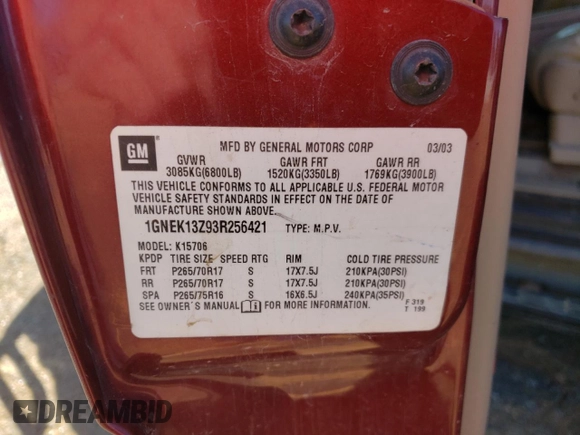 GM
MFD BY GENERAL MOTORS CORP 03/03
GVWR GAWR FRT GAWR RR
3085KG(6800LB) 1520KG(3350LB) 1769KG(3900LB)
THIS VEHICLE CONFORMS TO ALL APPLICABLE U.S. FEDERAL MOTOR
VEHICLE SAFETY STANDARDS IN EFFECT ON THE DATE OF
MANUFACTURE SHOWN ABOVE.
1GNEK13Z93R256421 TYPE: M.P.V.
MODEL: K15706
KPDP TIRE SIZE SPEED RTG RIM COLD TIRE PRESSURE
FRT P265/70R17 S 17X7.5J 210KPA(30PSI)
RR P265/70R17 S 17X7.5J 210KPA(30PSI)
SPA P265/75R16 S 16X6.5J 240KPA(35PSI)
SEE OWNER'S MANUAL FOR MORE INFORMATION.
F 319
T 199
DREAMBID